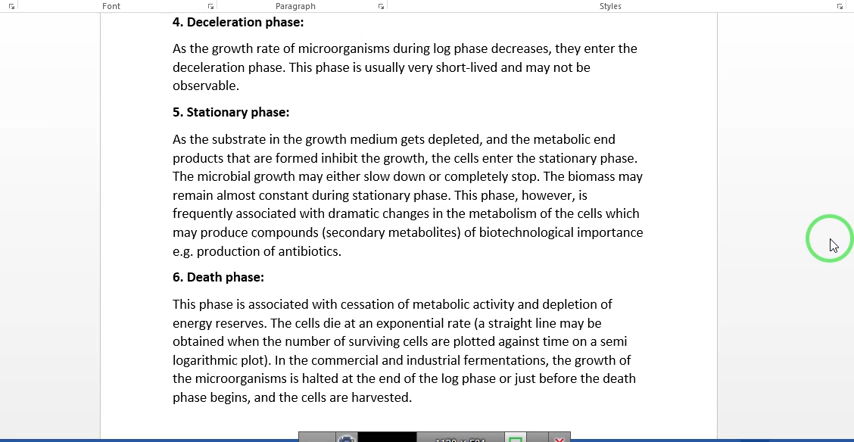 Font Paragraph Styles
4. Deceleration phase:
As the growth rate of microorganisms during log phase decreases, they enter the
deceleration phase. This phase is usually very short-lived and may not be
observable.
5. Stationary phase:
As the substrate in the growth medium gets depleted, and the metabolic end
products that are formed inhibit the growth, the cells enter the stationary phase.
The microbial growth may either slow down or completely stop. The biomass may
remain almost constant during stationary phase. This phase, however, is
frequently associated with dramatic changes in the metabolism of the cells which
may produce compounds (secondary metabolites) of biotechnological importance
e.g. production of antibiotics.
6. Death phase:
This phase is associated with cessation of metabolic activity and depletion of
energy reserves. The cells die at an exponential rate (a straight line may be
obtained when the number of surviving cells are plotted against time on a semi
logarithmic plot). In the commercial and industrial fermentations, the growth of
the microorganisms is halted at the end of the log phase or just before the death
phase begins, and the cells are harvested.